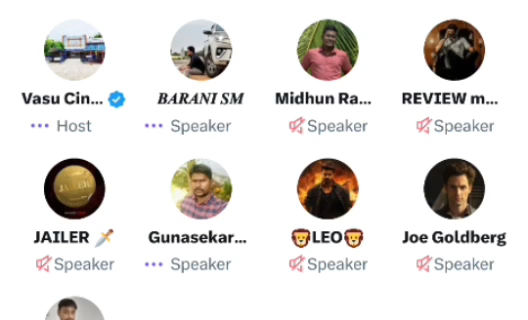 Vasu Cin... BARANI SM Midhun Ra... REVIEW m...
Host Speaker Speaker Speaker
JAILER
JAILER 🗡️ Gunasekar... 🦁LEO🦁 Joe Goldberg
Speaker Speaker Speaker Speaker